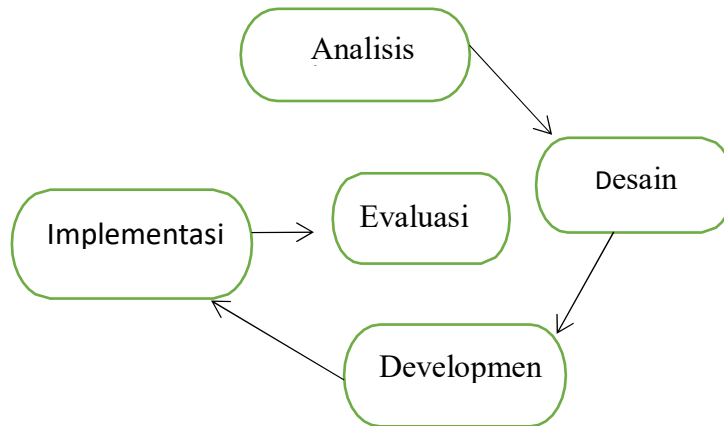 Analisis
Desain
Evaluasi
Implementasi
Developmen